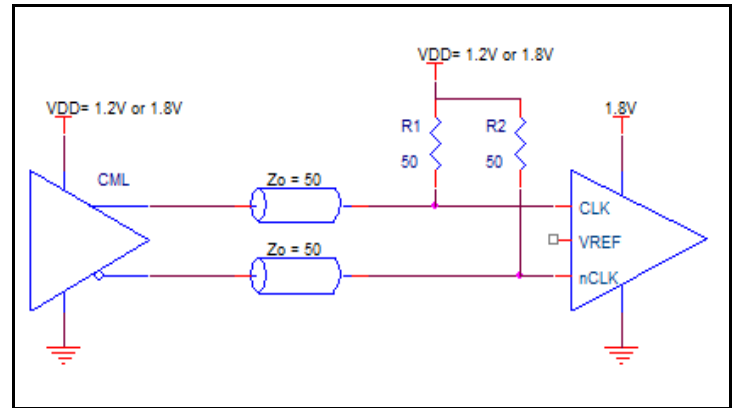 VDD= 1.2V or 1.8V
VDD= 1.2V or 1.8V
1.8V
R1
50
R2
50
CML
Zo = 50
Zo = 50
CLK
VREF
nCLK